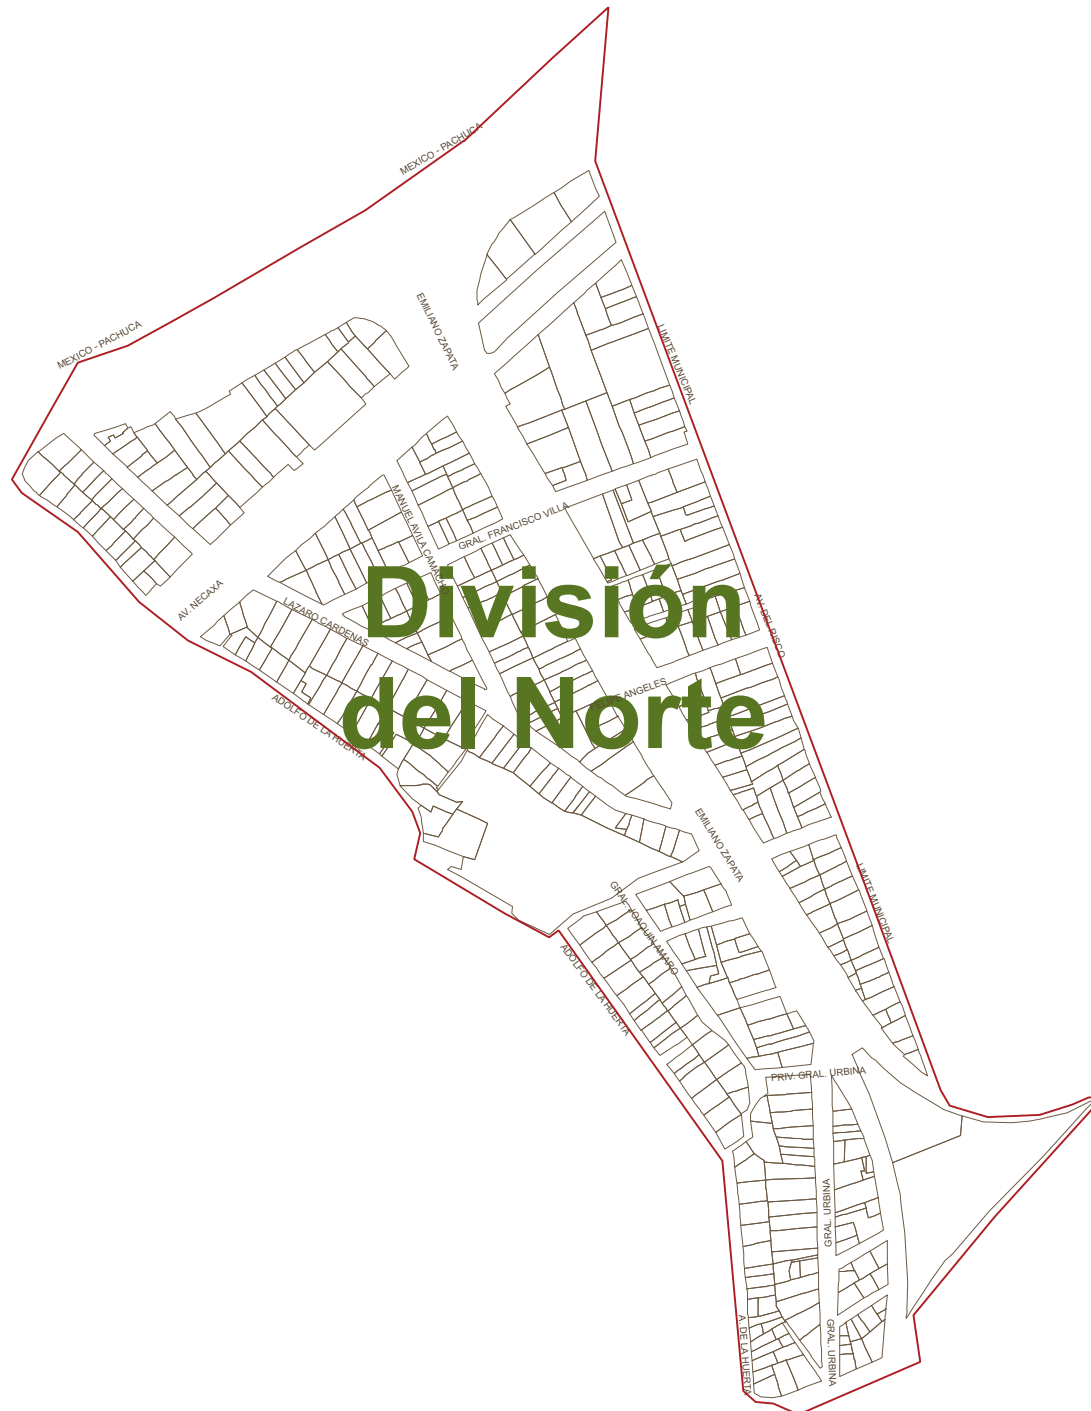 MEXICO - PACHUCA
MEXICO - PACHUCA
EMILIANO ZAPATA
LIMITE MUNICIPAL
MANUEL AVILA CAMACHO
GRAL. FRANCISCO VILLA
AV. NECAXA
LAZARO CARDENAS
División
del Norte
AV. DEL RISCO
FELIPE ANGELES
ADOLFO DE LA HUERTA
EMILIANO ZAPATA
LIMITE MUNICIPAL
GRAL. JOAQUIN AMARO
ADOLFO DE LA HUERTA
PRIV. GRAL. URBINA
GRAL. URBINA
A. DE LA HUERTA
GRAL. URBINA